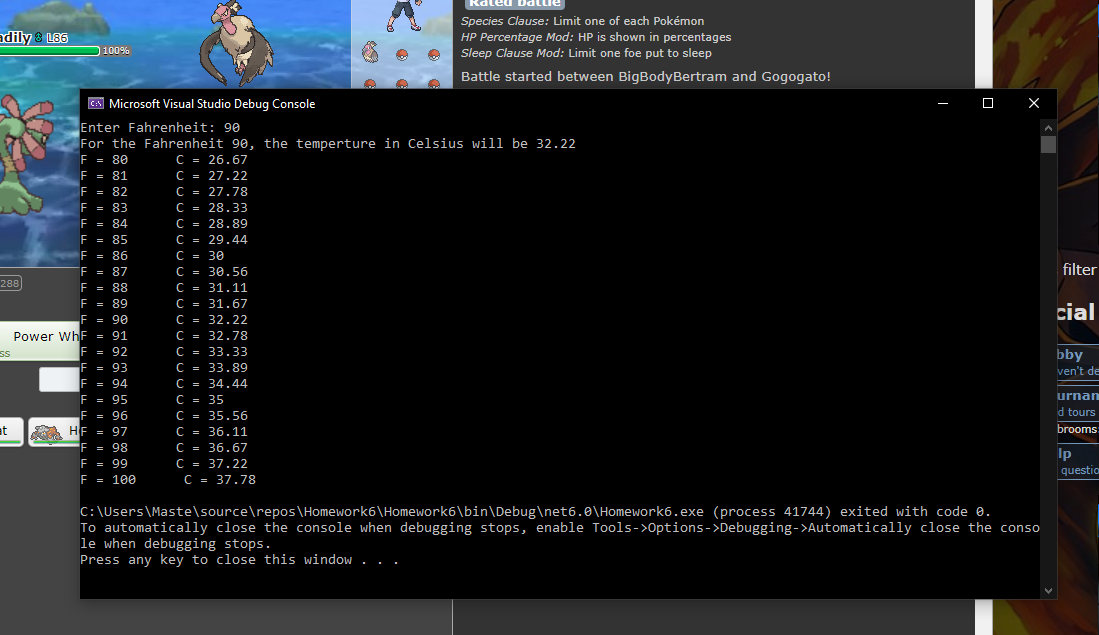 Rated battle
Species Clause: Limit one of each Pokémon
HP Percentage Mod: HP is shown in percentages
Sleep Clause Mod: Limit one foe put to sleep
Battle started between BigBodyBertram and Gogogato!
adily L86
100%
Microsoft Visual Studio Debug Console
Enter Fahrenheit: 90
For the Fahrenheit 90, the temperture in Celsius will be 32.22
F = 80 C = 26.67
F = 81 C = 27.22
F = 82 C = 27.78
F = 83 C = 28.33
F = 84 C = 28.89
F = 85 C = 29.44
F = 86 C = 30
F = 87 C = 30.56
F = 88 C = 31.11
F = 89 C = 31.67
F = 90 C = 32.22
F = 91 C = 32.78
F = 92 C = 33.33
F = 93 C = 33.89
F = 94 C = 34.44
F = 95 C = 35
F = 96 C = 35.56
F = 97 C = 36.11
F = 98 C = 36.67
F = 99 C = 37.22
F = 100 C = 37.78
C:\Users\Maste\source\repos\Homework6\Homework6\bin\Debug\net6.0\Homework6.exe (process 41744) exited with code 0.
To automatically close the console when debugging stops, enable Tools->Options->Debugging->Automatically close the conso
le when debugging stops.
Press any key to close this window . . .
288
Power Wh
ss
at
H
filter
cial
bby
ven't de
urnan
d tours
brooms
lp
questio